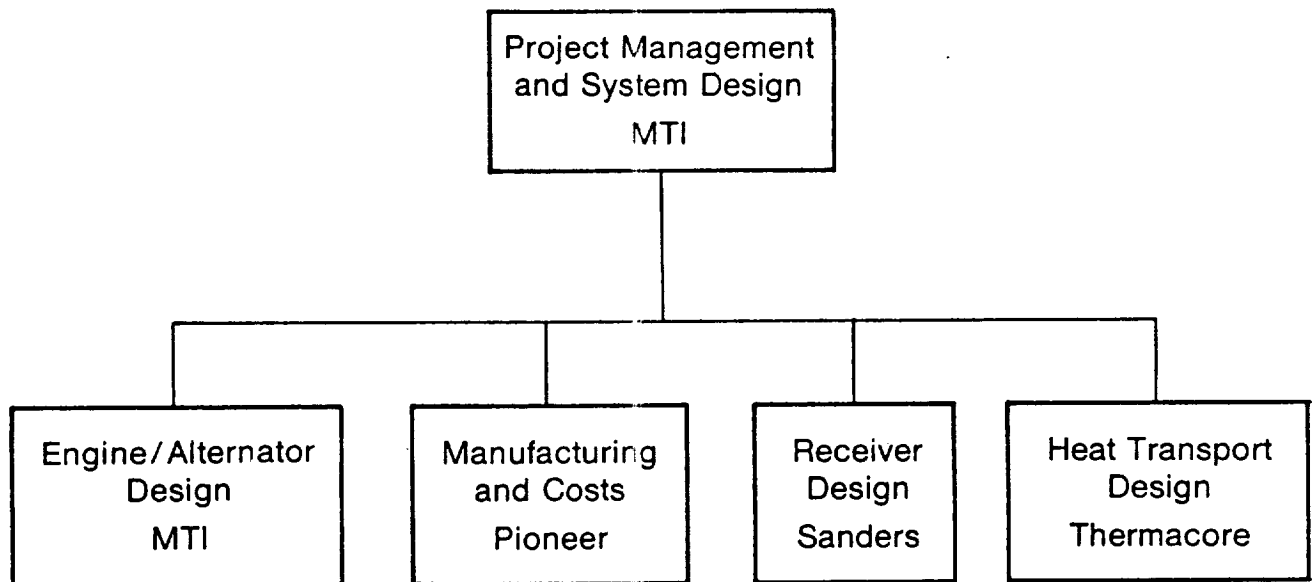 Project Management
and System Design
MTI
Engine/Alternator
Design
MTI
Manufacturing
and Costs
Pioneer
Receiver
Design
Sanders
Heat Transport
Design
Thermacore